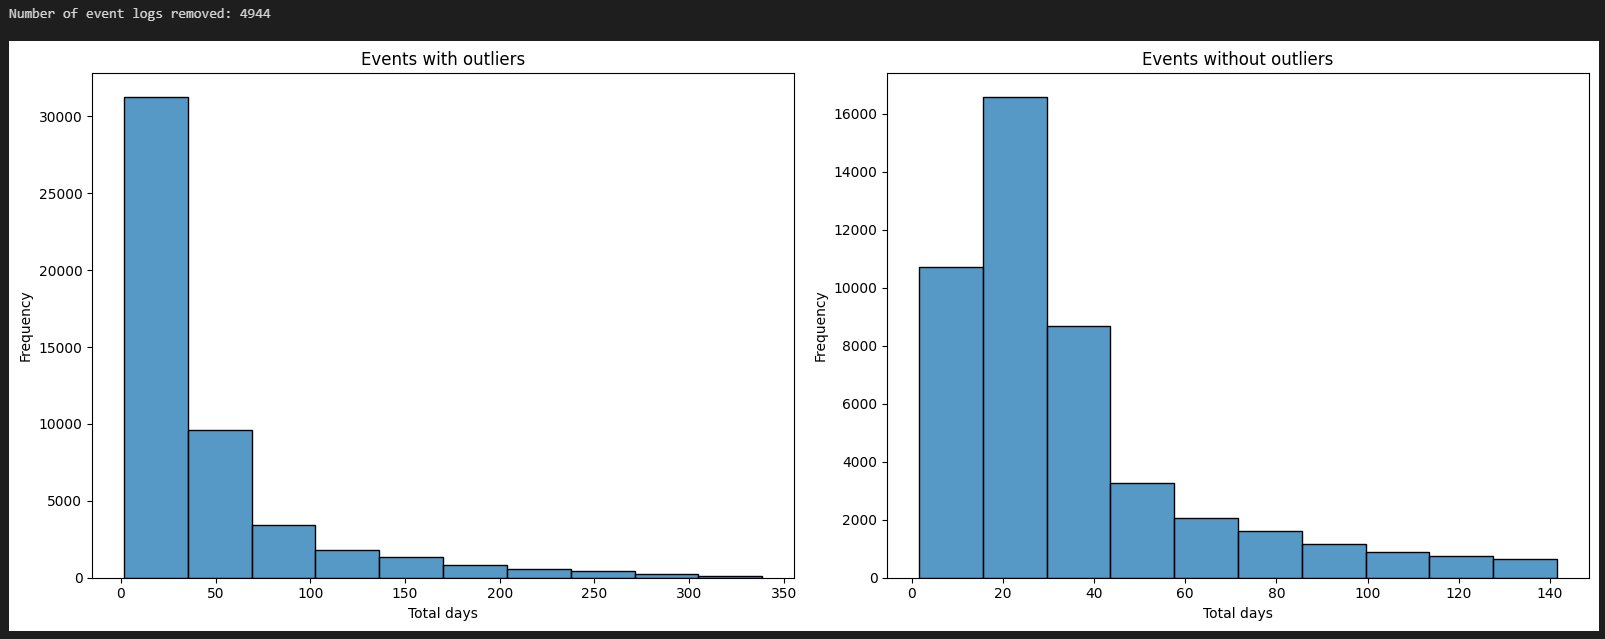 Number of event logs removed: 4944
Events with outliers
30000
25000
20000
15000
10000
5000
0
Frequency
0 50 100 150 200 250 300 350
Total days
Events without outliers
16000
14000
12000
10000
8000
6000
4000
2000
0
Frequency
0 20 40 60 80 100 120 140
Total days